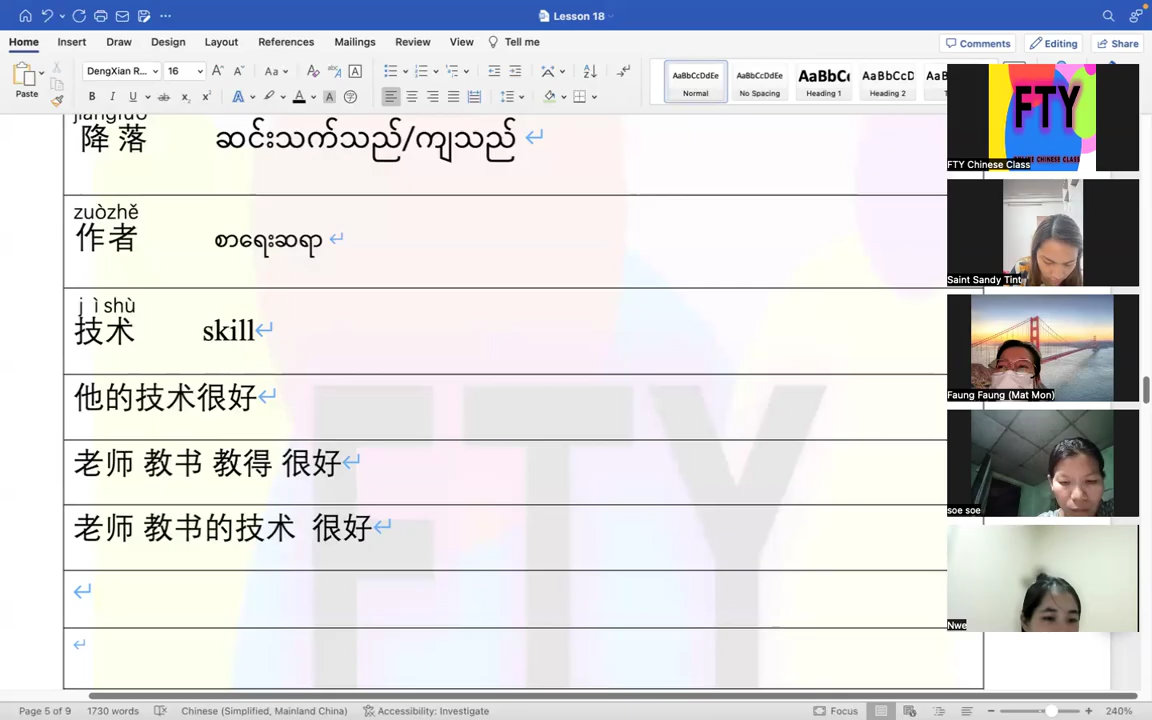 Lesson 18
Home Insert Draw Design Layout References Mailings Review View Tell me
Comments Editing Share
Paste
DengXian R... 16
AaBbCcDdEe Normal
AaBbCcDdEe No Spacing
AaBbCc Heading 1
AaBbCcD Heading 2
FTY
FTY Chinese Class
jiàngluò
降落 ဆင်းသက်သည်/ကျသည်
zuòzhě
作者 စာရေးဆရာ
jìshù
技术 skill
他的技术很好
老师 教书 教得 很好
老师 教书的技术 很好
FTY
Saint Sandy Tint
Faung Faung (Mat Mon)
soe soe
Nwe
Page 5 of 9 1730 words Chinese (Simplified, Mainland China) Accessibility: Investigate Focus 240%